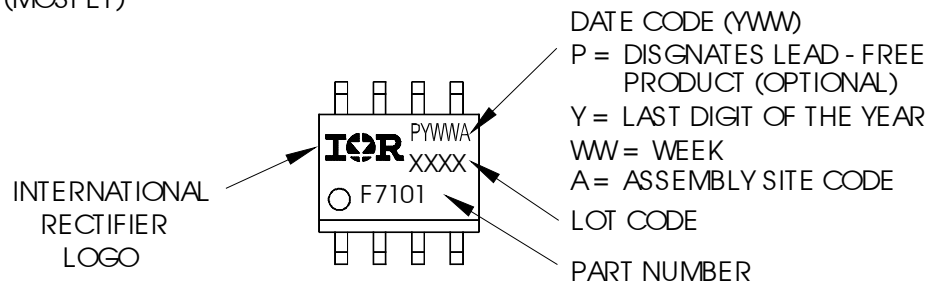 (MOSFET)
DATE CODE (YWW)
P = DISGNATES LEAD - FREE
PRODUCT (OPTIONAL)
Y = LAST DIGIT OF THE YEAR
WW = WEEK
A = ASSEMBLY SITE CODE
LOT CODE
PART NUMBER
INTERNATIONAL
RECTIFIER
LOGO
IOR
PYWWA
XXXX
F7101